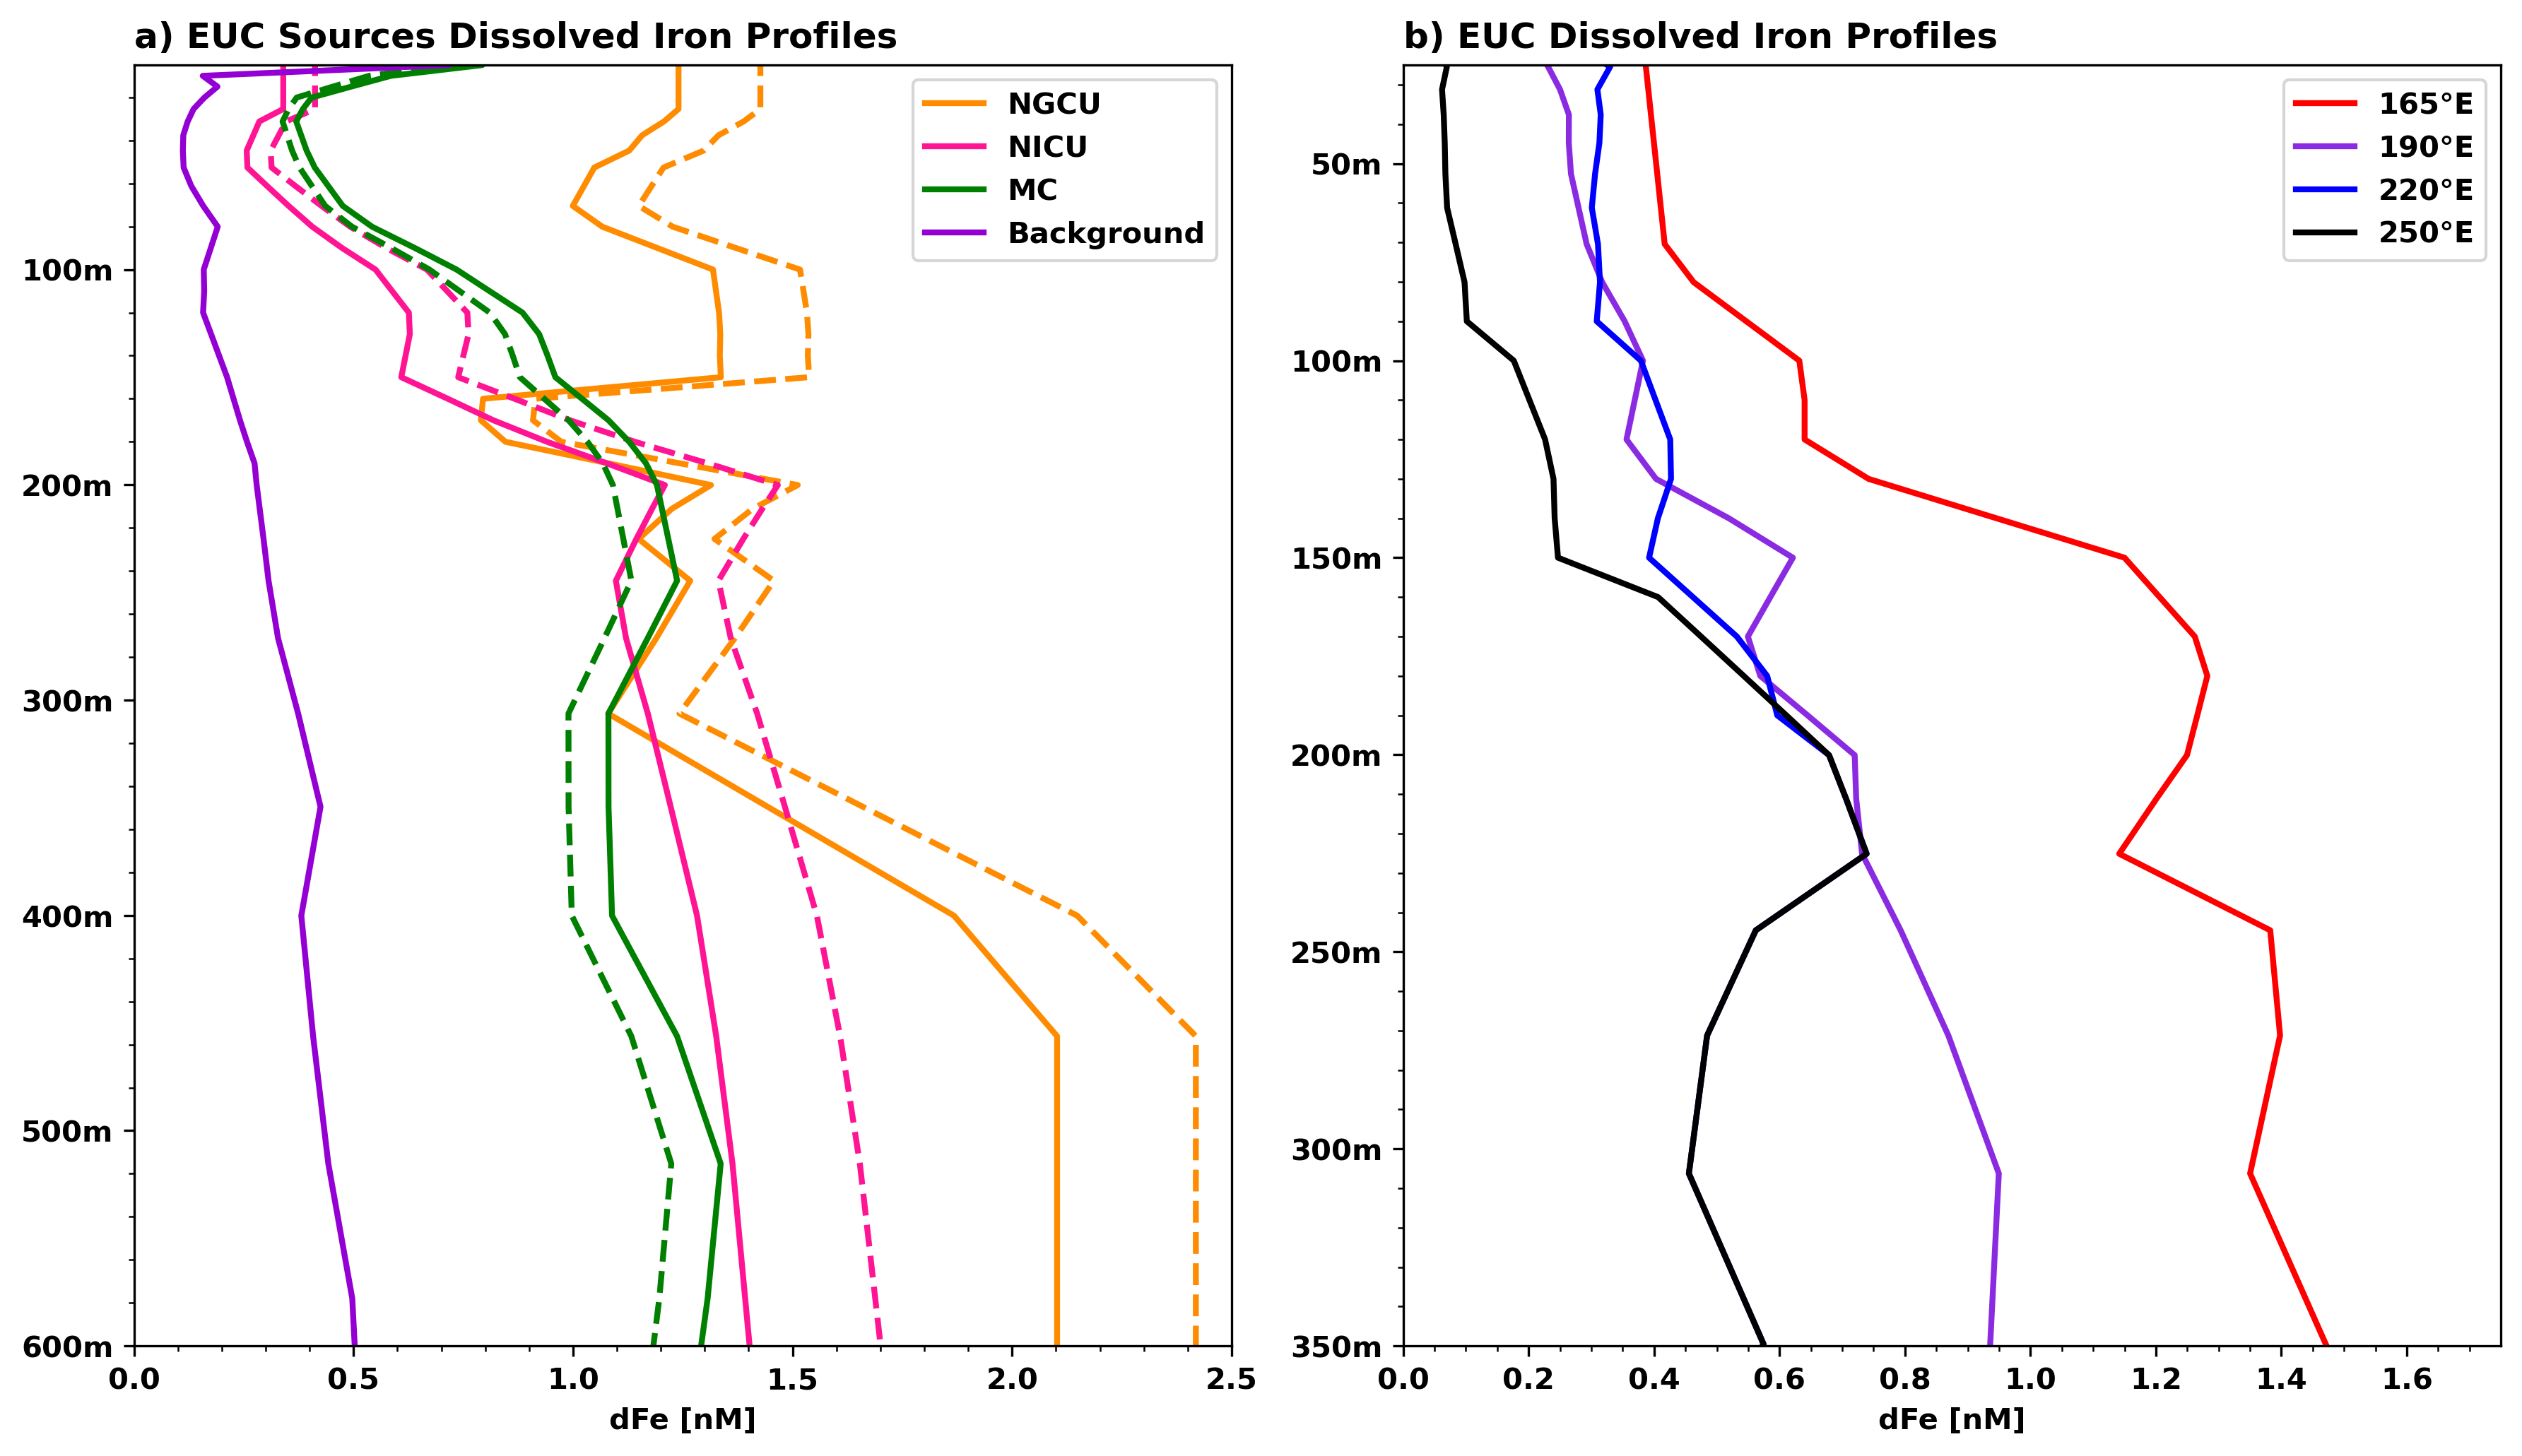 a) EUC Sources Dissolved Iron Profiles
NGCU
NICU
MC
Background
100m
200m
300m
400m
500m
600m
0.0 0.5 1.0 1.5 2.0 2.5
dFe [nM]
b) EUC Dissolved Iron Profiles
165°E
190°E
220°E
250°E
50m
100m
150m
200m
250m
300m
350m
0.0 0.2 0.4 0.6 0.8 1.0 1.2 1.4 1.6
dFe [nM]